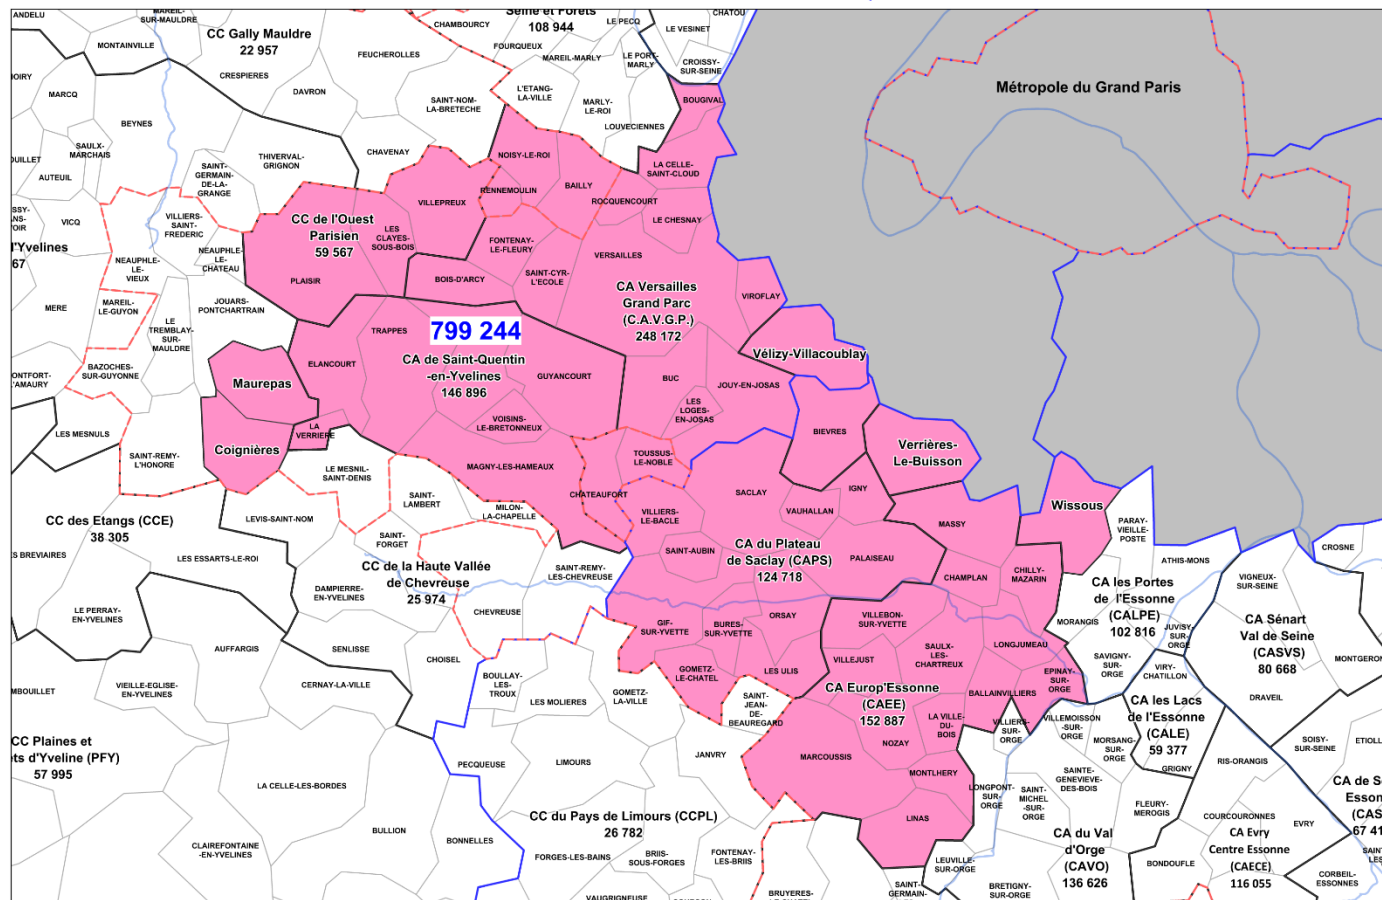 ANDELU
MAREIL-
SUR-MAULDRE
MONTAINVILLE
CC Gally Mauldre
22 957
CRESPIERES
FEUCHEROLLES
DAVRON
CHAMBOURCY
Seine et Forêts
108 944
FOURQUEUX
MAREIL-MARLY
LE PECQ
LE PORT-
MARLY
LE VESINET
CHATOU
CROISSY-
SUR-SEINE
L'ETANG-
LA-VILLE
MARLY-
LE-ROI
LOUVECIENNES
BOUGIVAL
Métropole du Grand Paris
MARCQ
BEYNES
SAULX-
MARCHAIS
AUTEUIL
SAINT-NOM-
LA-BRETECHE
CHAVENAY
THIVERVAL-
GRIGNON
SAINT-
GERMAIN-
DE-LA-
GRANGE
NOISY-LE-ROI
BAILLY
RENNEMOULIN
ROCQUENCOURT
LA CELLE-
SAINT-CLOUD
LE CHESNAY
VICQ
VILLIERS-
SAINT-
FREDERIC
NEAUPHLE-
LE-
CHATEAU
NEAUPHLE-
LE-
VIEUX
CC de l'Ouest
Parisien
59 567
VILLEPREUX
LES
CLAYES-
SOUS-BOIS
PLAISIR
FONTENAY-
LE-FLEURY
BOIS-D'ARCY
SAINT-CYR-
L'ECOLE
VERSAILLES
CA Versailles
Grand Parc
(C.A.V.G.P.)
248 172
VIROFLAY
Vélizy-Villacoublay
MERE
MAREIL-
LE-GUYON
LE
TREMBLAY-
SUR-
MAULDRE
JOUARS-
PONTCHARTRAIN
BAZOCHES-
SUR-GUYONNE
TRAPPES
799 244
CA de Saint-Quentin
-en-Yvelines
146 896
ELANCOURT
GUYANCOURT
BUC
JOUY-EN-JOSAS
LES
LOGES-
EN-JOSAS
BIEVRES
Verrières-
Le-Buisson
Maurepas
Coignières
LA
VERRIERE
VOISINS-
LE-BRETONNEUX
MAGNY-LES-HAMEAUX
LES MESNULS
SAINT-REMY-
L'HONORE
LE MESNIL-
SAINT-DENIS
TOUSSUS-
LE-NOBLE
CHATEAUFORT
VILLIERS-
LE-BACLE
SACLAY
VAUHALLAN
IGNY
MASSY
Wissous
PARAY-
VIEILLE-
POSTE
ATHIS-MONS
CC des Etangs (CCE)
38 305
LEVIS-SAINT-NOM
SAINT-
LAMBERT
MILON-
LA-CHAPELLE
SAINT-
FORGET
LES ESSARTS-LE-ROI
CC de la Haute Vallée
de Chevreuse
25 974
SAINT-REMY-
LES-CHEVREUSE
SAINT-AUBIN
CA du Plateau
de Saclay (CAPS)
124 718
PALAISEAU
CHAMPLAN
CHILLY-
MAZARIN
CA les Portes
de l'Essonne
(CALPE)
102 816
MORANGIS
JUVISY-
SUR-
ORGE
SAVIGNY-
SUR-
ORGE
VIRY-
CHATILLON
CROSNE
VIGNEUX-
SUR-SEINE
CA Sénart
Val de Seine
(CASVS)
80 668
MONTGERON
DRAVEIL
LE PERRAY-
EN-YVELINES
DAMPIERRE-
EN-YVELINES
CHEVREUSE
GIF-
SUR-YVETTE
BURES-
SUR-YVETTE
ORSAY
VILLEBON-
SUR-YVETTE
VILLEJUST
SAULX-
LES-
CHARTREUX
LONGJUMEAU
EPINAY-
SUR-
ORGE
AUFFARGIS
SENLISSE
CHOISEL
CERNAY-LA-VILLE
VIEILLE-EGLISE-
EN-YVELINES
BOULLAY-
LES-
TROUX
LES MOLIERES
GOMETZ-
LA-VILLE
GOMETZ-
LE-CHATEL
LES ULIS
SAINT-
JEAN-
DE-
BEAUREGARD
CA Europ'Essonne
(CAEE)
152 887
BALLAINVILLIERS
LA VILLE-
DU-
BOIS
NOZAY
MARCOUSSIS
MONTLHERY
LINAS
VILLIERS-
SUR-
ORGE
VILLEMOISSON
-SUR-
ORGE
MORSANG-
SUR-
ORGE
CA les Lacs
de l'Essonne
(CALE)
59 377
GRIGNY
RIS-ORANGIS
SOISY-
SUR-SEINE
CC Plaines et
57 995
LA CELLE-LES-BORDES
PECQUEUSE
LIMOURS
JANVRY
LONGPONT-
SUR-
ORGE
SAINTE-
GENEVIEVE-
DES-BOIS
SAINT-
MICHEL
-SUR-
ORGE
FLEURY-
MEROGIS
CA du Val
d'Orge
(CAVO)
136 626
COURCOURONNES
EVRY
CA Evry
Centre Essonne
(CAECE)
116 055
BONDOUFLE
CORBEIL-
ESSONNES
CLAIREFONTAINE
-EN-YVELINES
BULLION
BONNELLES
CC du Pays de Limours (CCPL)
26 782
FORGES-LES-BAINS
BRIIS-
SOUS-FORGES
FONTENAY-
LES-BRIIS
VAUGRIGNEUSE
BRUYERES-
LEUVILLE-
SUR-ORGE
SAINT-
GERMAIN-
BRETIGNY-
SUR-ORGE